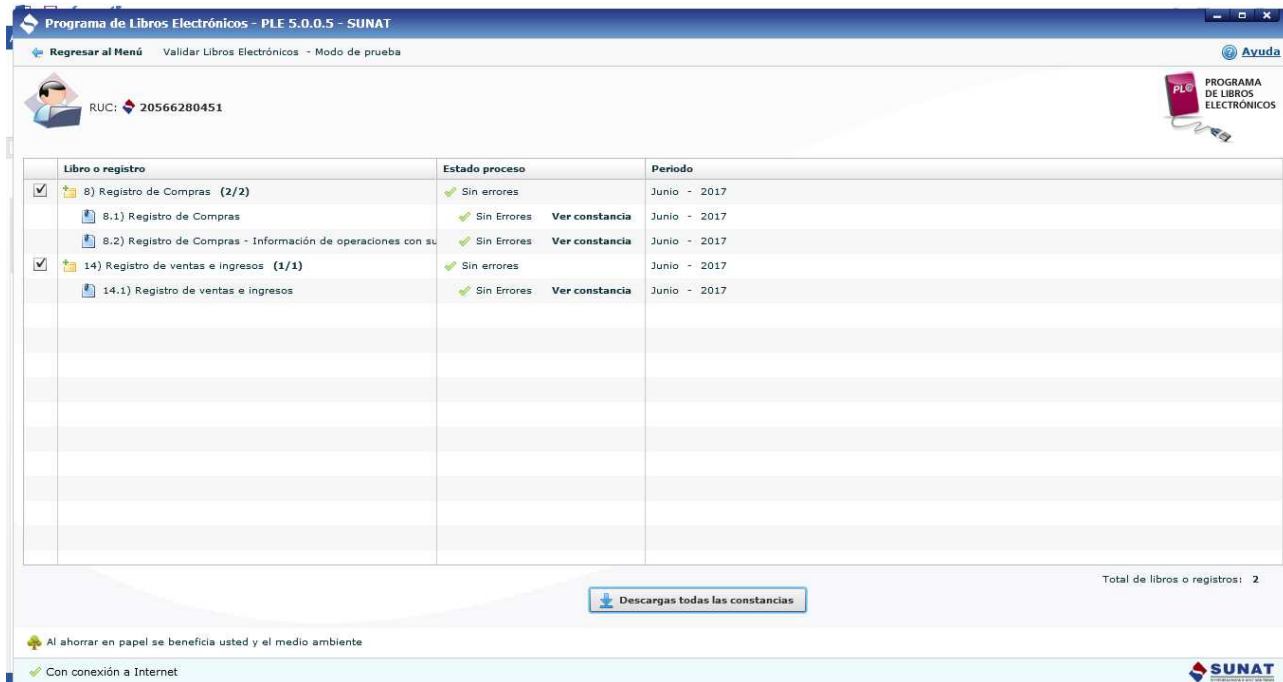 Programa de Libros Electrónicos - PLE 5.0.0.5 - SUNAT
Regresar al Menú Validar Libros Electrónicos - Modo de prueba Ayuda
RUC: 20566280451
PLE PROGRAMA
DE LIBROS
ELECTRÓNICOS
Libro o registro Estado proceso Periodo
8) Registro de Compras (2/2) Sin errores Junio - 2017
8.1) Registro de Compras Sin Errores Ver constancia Junio - 2017
8.2) Registro de Compras - Información de operaciones con su Sin Errores Ver constancia Junio - 2017
14) Registro de ventas e ingresos (1/1) Sin errores Junio - 2017
14.1) Registro de ventas e ingresos Sin Errores Ver constancia Junio - 2017
Total de libros o registros: 2
Descargas todas las constancias
Al ahorrar en papel se beneficia usted y el medio ambiente
Con conexión a Internet SUNAT